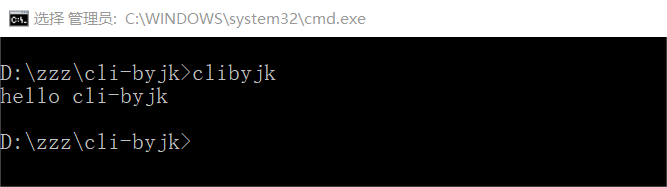 选择 管理员: C:\WINDOWS\system32\cmd.exe
D:\zzz\cli-byjk>clibyjk
hello cli-byjk
D:\zzz\cli-byjk>